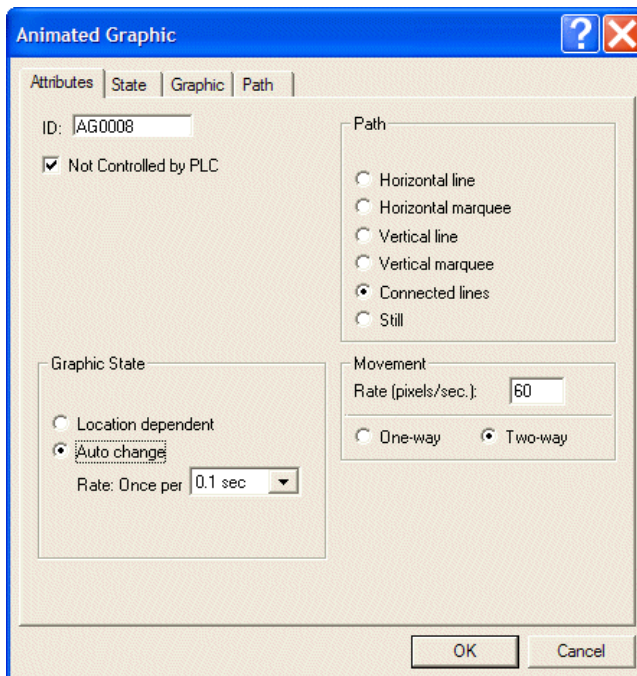 Animated Graphic
?
Attributes
State
Graphic
Path
ID: AG0008
Not Controlled by PLC
Path
Horizontal line
Horizontal marquee
Vertical line
Vertical marquee
Connected lines
Still
Graphic State
Location dependent
Auto change
Rate: Once per 0.1 sec
Movement
Rate (pixels/sec.): 60
One-way Two-way
OK Cancel